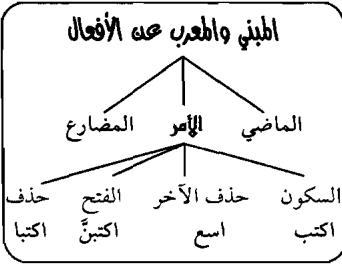 المبني والمعرب من الأفعال
الماضي الأمر المضارع
السكون حذف الآخر الفتح حذف
اكتب اسع اكتبنَّ اكتبا